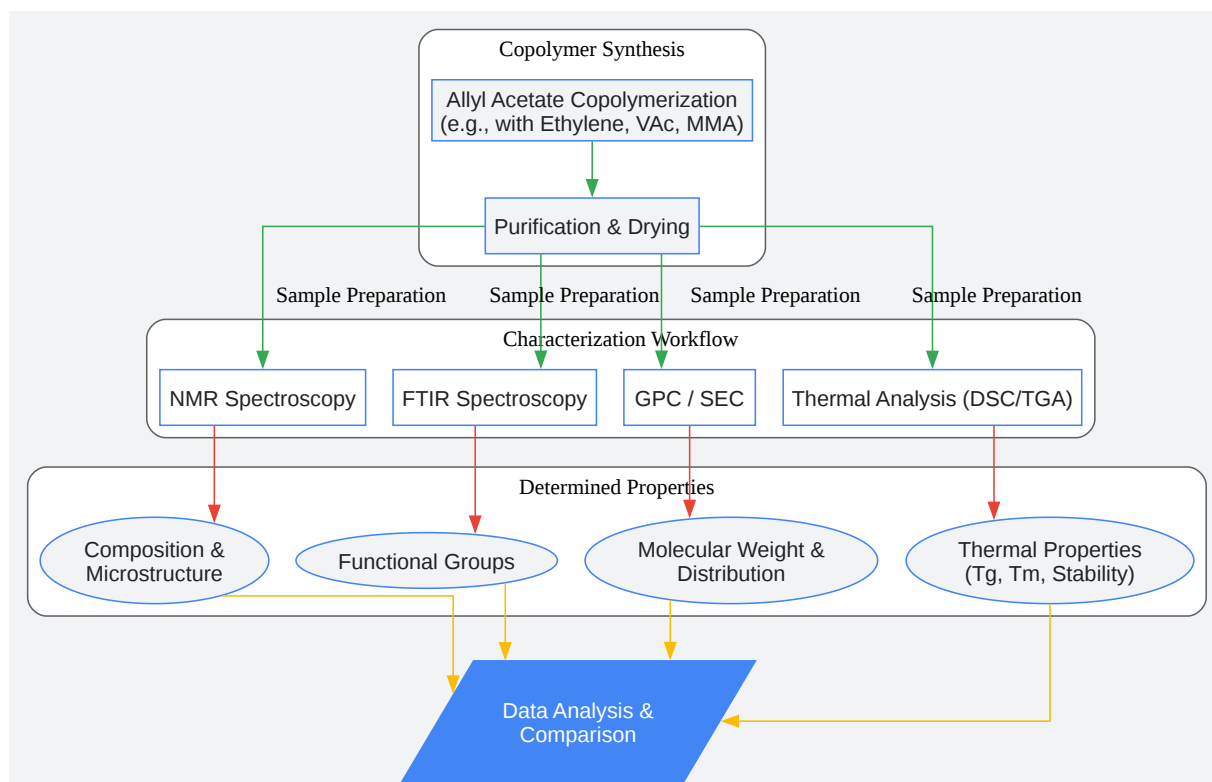 Copolymer Synthesis
Allyl Acetate Copolymerization
(e.g., with Ethylene, VAc, MMA)
Purification & Drying
Sample Preparation
Sample Preparation
Sample Preparation
Sample Preparation
Characterization Workflow
NMR Spectroscopy
FTIR Spectroscopy
GPC / SEC
Thermal Analysis (DSC/TGA)
Determined Properties
Composition &
Microstructure
Functional Groups
Molecular Weight &
Distribution
Thermal Properties
(Tg, Tm, Stability)
Data Analysis &
Comparison